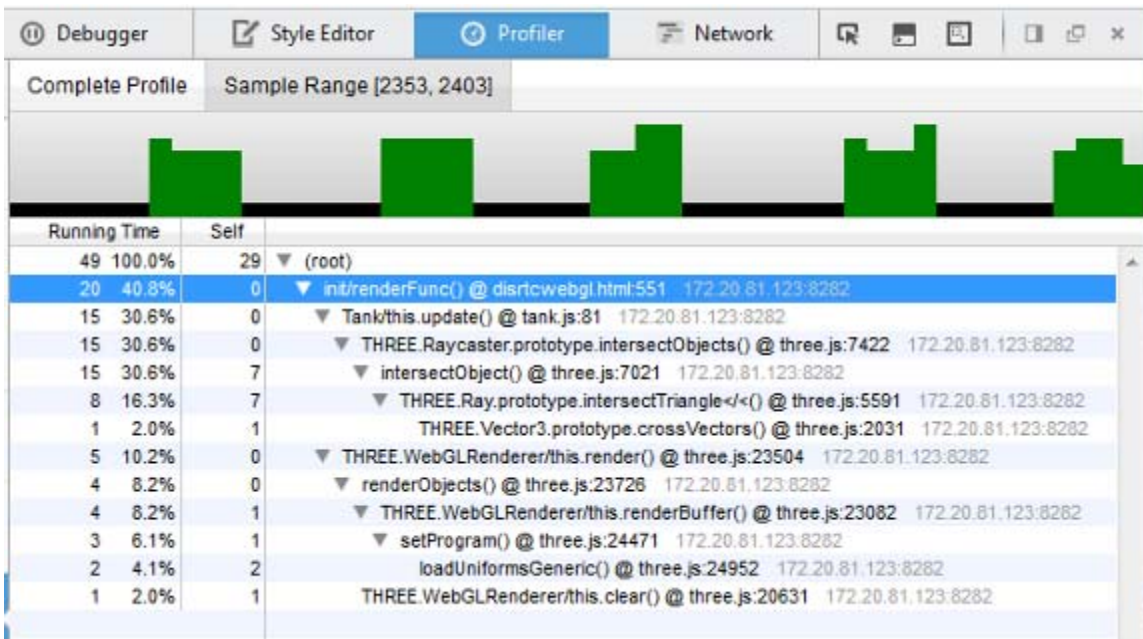 Debugger Style Editor Profiler Network
Complete Profile Sample Range [2353, 2403]
Running Time Self
49 100.0% 29 (root)
20 40.8% 0 init/renderFunc() @ disrtcwebgl.html:551 172.20.81.123:8282
15 30.6% 0 Tank/this.update() @ tank.js:81 172.20.81.123:8282
15 30.6% 0 THREE.Raycaster.prototype.intersectObjects() @ three.js:7422 172.20.81.123:8282
15 30.6% 7 intersectObject() @ three.js:7021 172.20.81.123:8282
8 16.3% 7 THREE.Ray.prototype.intersectTriangle</<() @ three.js:5591 172.20.81.123:8282
1 2.0% 1 THREE.Vector3.prototype.crossVectors() @ three.js:2031 172.20.81.123:8282
5 10.2% 0 THREE.WebGLRenderer/this.render() @ three.js:23504 172.20.81.123:8282
4 8.2% 0 renderObjects() @ three.js:23726 172.20.81.123:8282
4 8.2% 1 THREE.WebGLRenderer/this.renderBuffer() @ three.js:23082 172.20.81.123:8282
3 6.1% 1 setProgram() @ three.js:24471 172.20.81.123:8282
2 4.1% 2 loadUniformsGeneric() @ three.js:24952 172.20.81.123:8282
1 2.0% 1 THREE.WebGLRenderer/this.clear() @ three.js:20631 172.20.81.123:8282